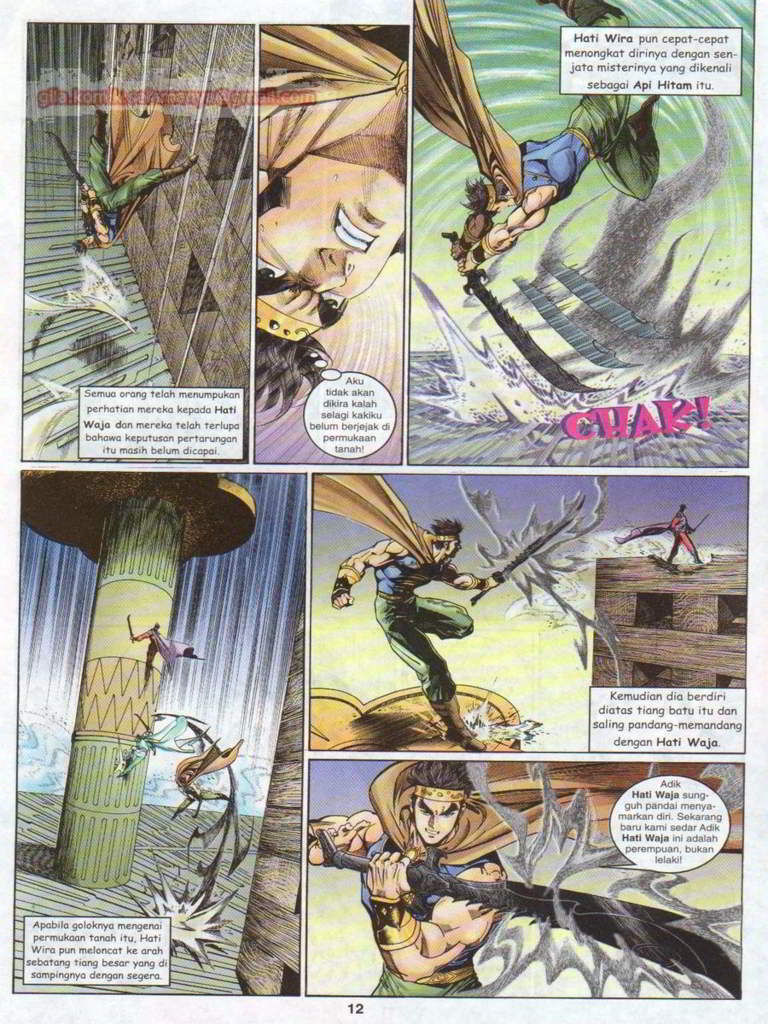 Semua orang telah menumpukan
perhatian mereka kepada Hati
Waja dan mereka telah terlupa
bahawa keputusan pertarungan
itu masih belum dicapai.
Aku
tidak akan
dikira kalah
selagi kakiku
belum berjejak di
permukaan
tanah!
Hati Wira pun cepat-cepat
menongkat dirinya dengan sen-
jata misterinya yang dikenali
sebagai Api Hitam itu.
CHAK!
Apabila goloknya mengenai
permukaan tanah itu, Hati
Wira pun meloncat ke arah
sebatang tiang besar yang di
sampingnya dengan segera.
Kemudian dia berdiri
diatas tiang batu itu dan
saling pandang-memandang
dengan Hati Waja.
Adik
Hati Waja sung-
guh pandai menya-
markan diri. Sekarang
baru kami sedar Adik
Hati Waja ini adalah
perempuan, bukan
lelaki!
12